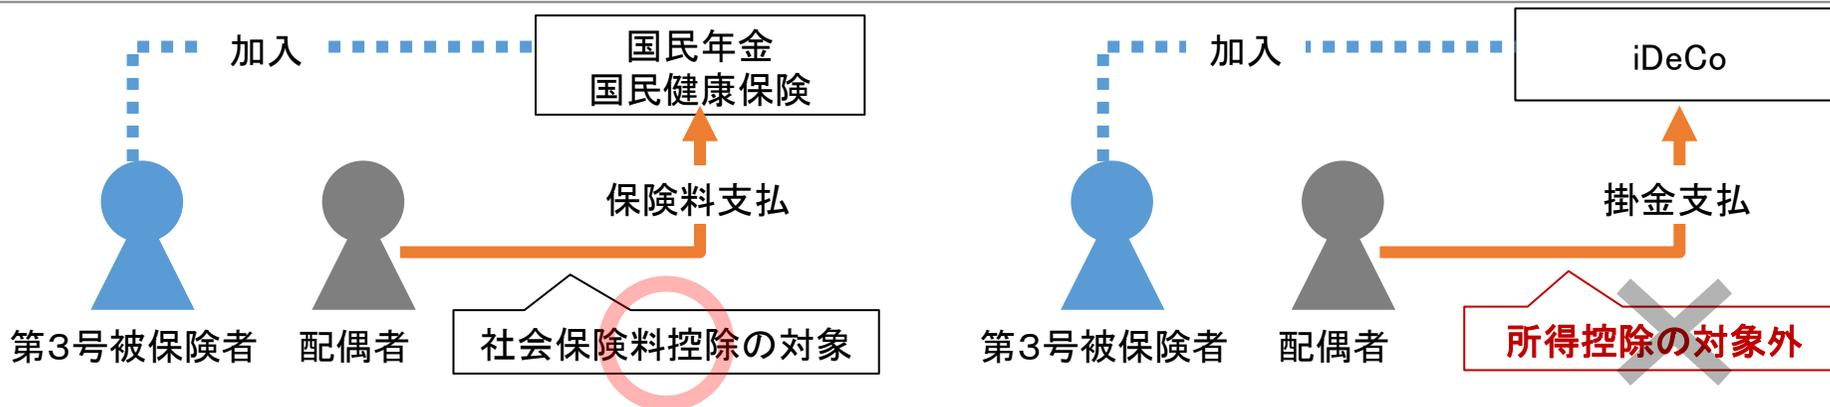 加入
国民年金
国民健康保険
保険料支払
第3号被保険者
配偶者
社会保険料控除の対象
加入
iDeCo
掛金支払
第3号被保険者
配偶者
所得控除の対象外